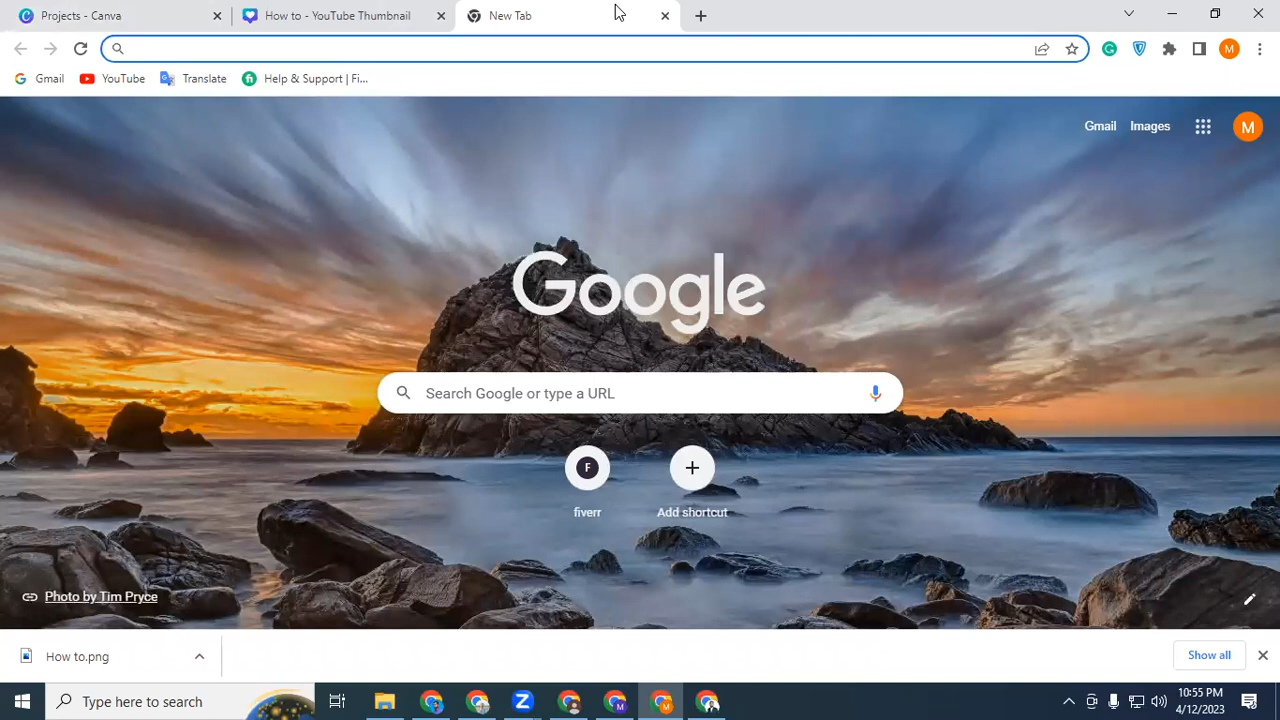 Projects - Canva
How to - YouTube Thumbnail
New Tab
Gmail
YouTube
Translate
Help & Support | Fi...
M
Gmail
Images
M
Google
Search Google or type a URL
F
fiverr
Add shortcut
Photo by Tim Pryce
How to.png
Show all
Type here to search
10:55 PM
4/12/2023